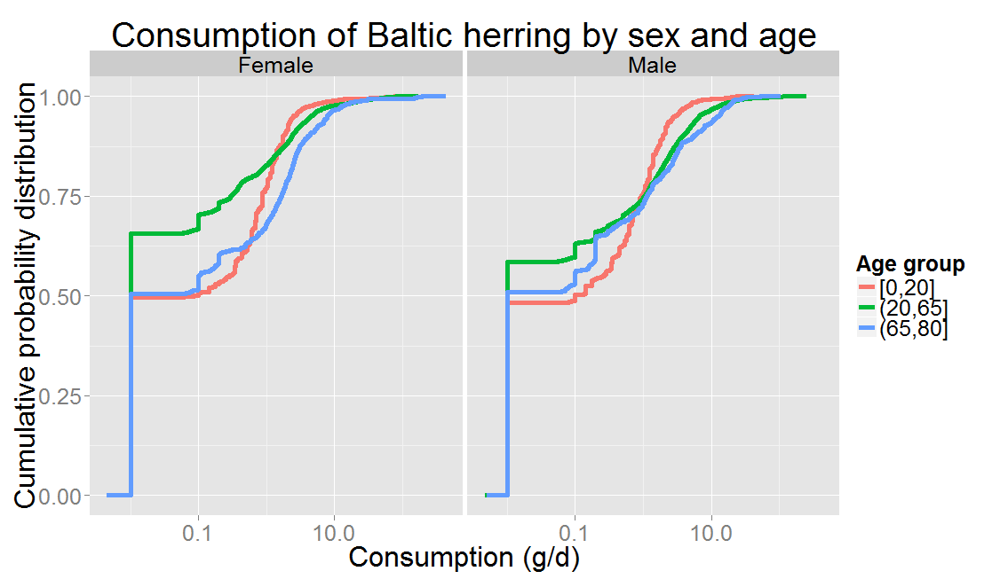 Consumption of Baltic herring by sex and age
Female
Male
Cumulative probability distribution
1.00
0.75
0.50
0.25
0.00
0.1
10.0
0.1
10.0
Consumption (g/d)
Age group
[0,20]
(20,65]
(65,80]